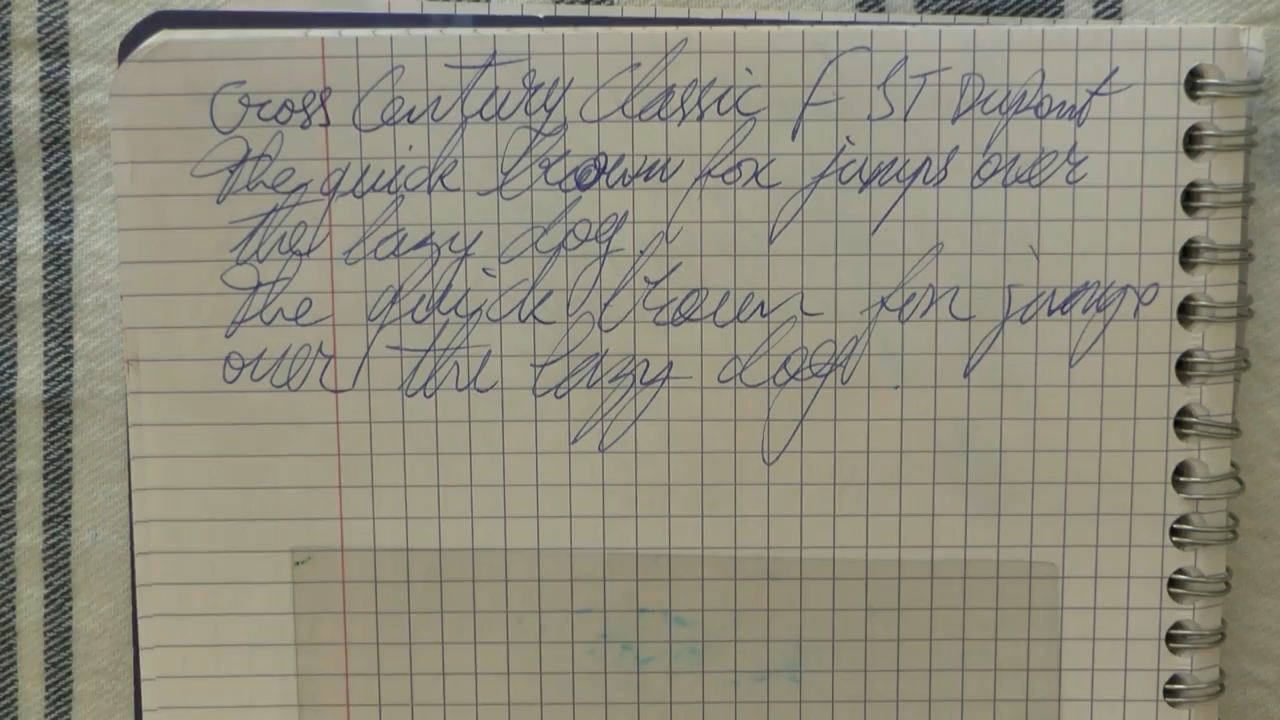 Cross Century Classic F ST Dupont
The quick brown fox jumps over
the lazy dog
The quick brown fox jumps
over the lazy dog.